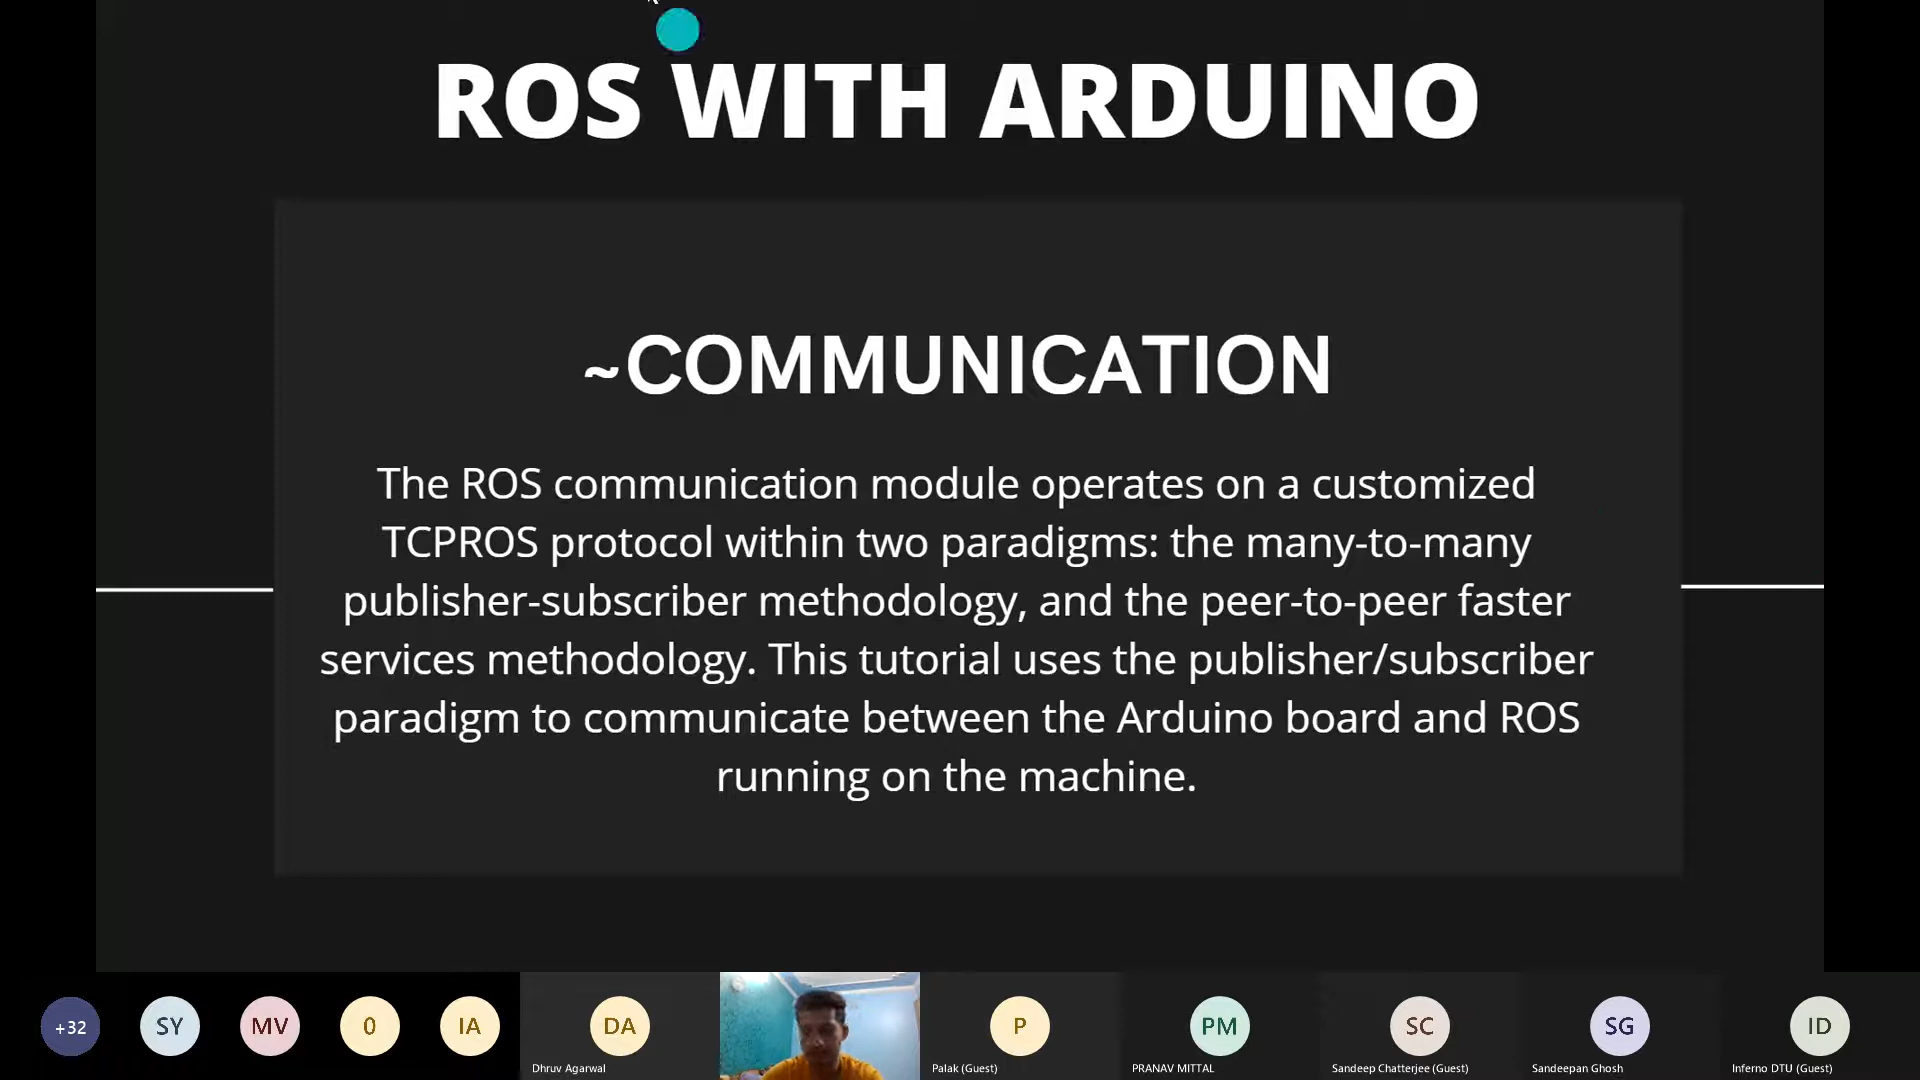 ROS WITH ARDUINO
~COMMUNICATION
The ROS communication module operates on a customized
TCPROS protocol within two paradigms: the many-to-many
publisher-subscriber methodology, and the peer-to-peer faster
services methodology. This tutorial uses the publisher/subscriber
paradigm to communicate between the Arduino board and ROS
running on the machine.
+32
SY
MV
0
IA
DA
P
PM
SC
SG
ID
Dhruv Agarwal
Palak (Guest)
PRANAV MITTAL
Sandeep Chatterjee (Guest)
Sandeepan Ghosh
Inferno DTU (Guest)